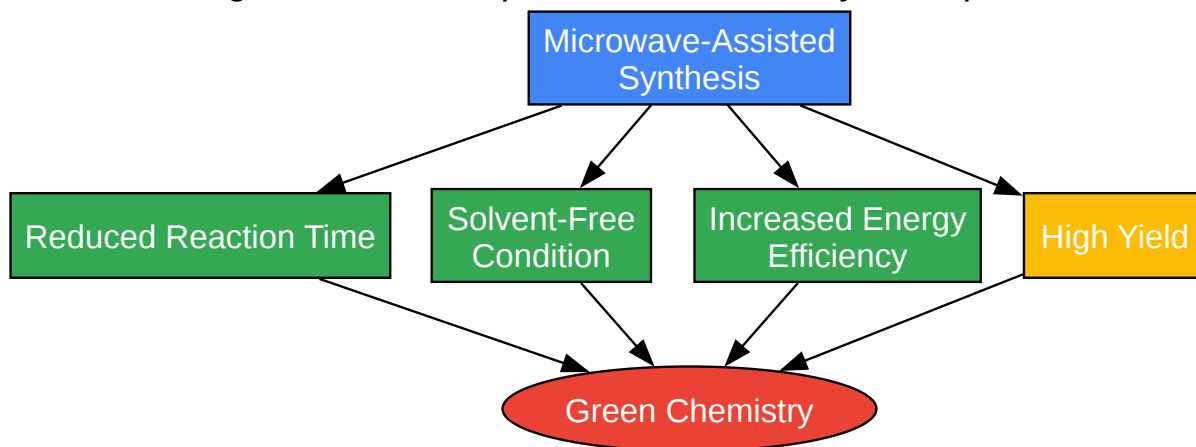 Microwave-Assisted
Synthesis
Reduced Reaction Time
Solvent-Free
Condition
Increased Energy
Efficiency
High Yield
Green Chemistry